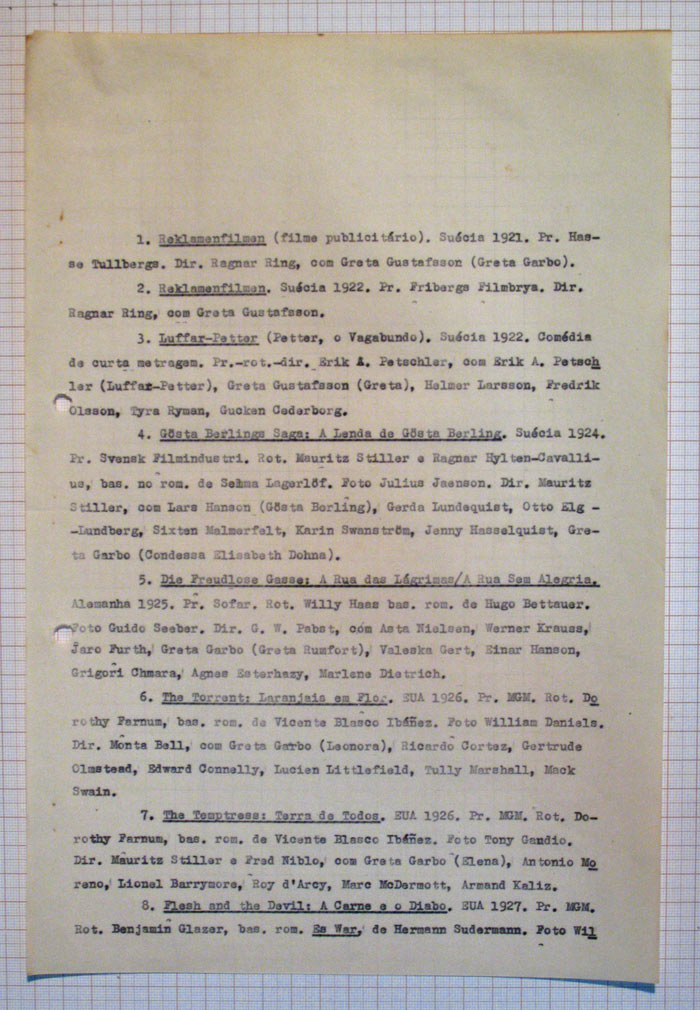 1. Reklamenfilmen (filme publicitário). Suécia 1921. Pr. Has-
se Tullbergs. Dir. Ragnar Ring, com Greta Gustafsson (Greta Garbo).
2. Reklamenfilmen. Suécia 1922. Pr. Fribergs Filmbrya. Dir.
Ragnar Ring, com Greta Gustafsson.
3. Luffar-Petter (Petter, o Vagabundo). Suécia 1922. Comédia
de curta metragem. Pr.-rot.-dir. Erik A. Petschler, com Erik A. Petsch
ler (Luffar-Petter), Greta Gustafsson (Greta), Helmer Larsson, Fredrik
Olsson, Tyra Ryman, Gucken Cederborg.
4. Gösta Berlings Saga: A Lenda de Gösta Berling. Suécia 1924.
Pr. Svensk Filmindustri. Rot. Mauritz Stiller e Ragnar Hylten-Cavalli-
us, bas. no rom. de Selma Lagerlöf. Foto Julius Jaenson. Dir. Mauritz
Stiller, com Lars Hanson (Gösta Berling), Gerda Lundequist, Otto Elg -
-Lundberg, Sixten Malmerfelt, Karin Swanström, Jenny Hasselquist, Gre-
ta Garbo (Condessa Elisabeth Dohna).
5. Die Freudlose Gasse: A Rua das Lágrimas/A Rua Sem Alegria.
Alemanha 1925. Pr. Sofar. Rot. Willy Haas bas. rom. de Hugo Bettauer.
Foto Guido Seeber. Dir. G. W. Pabst, com Asta Nielsen, Werner Krauss,
Jaro Furth, Greta Garbo (Greta Rumfort), Valeska Gert, Einar Hanson,
Grigori Chmara, Agnes Esterhazy, Marlene Dietrich.
6. The Torrent: Laranjais em Flor. EUA 1926. Pr. MGM. Rot. Do
rothy Farnum, bas. rom. de Vicente Blasco Ibáñez. Foto William Daniels.
Dir. Monta Bell, com Greta Garbo (Leonora), Ricardo Cortez, Gertrude
Olmstead, Edward Connelly, Lucien Littlefield, Tully Marshall, Mack
Swain.
7. The Temptress: Terra de Todos. EUA 1926. Pr. MGM. Rot. Do-
rothy Farnum, bas. rom. de Vicente Blasco Ibáñez. Foto Tony Gaudio.
Dir. Mauritz Stiller e Fred Niblo, com Greta Garbo (Elena), Antonio Mo
reno, Lionel Barrymore, Roy d'Arcy, Marc McDermott, Armand Kaliz.
8. Flesh and the Devil: A Carne e o Diabo. EUA 1927. Pr. MGM.
Rot. Benjamin Glazer, bas. rom. Es War, de Hermann Sudermann. Foto Wil